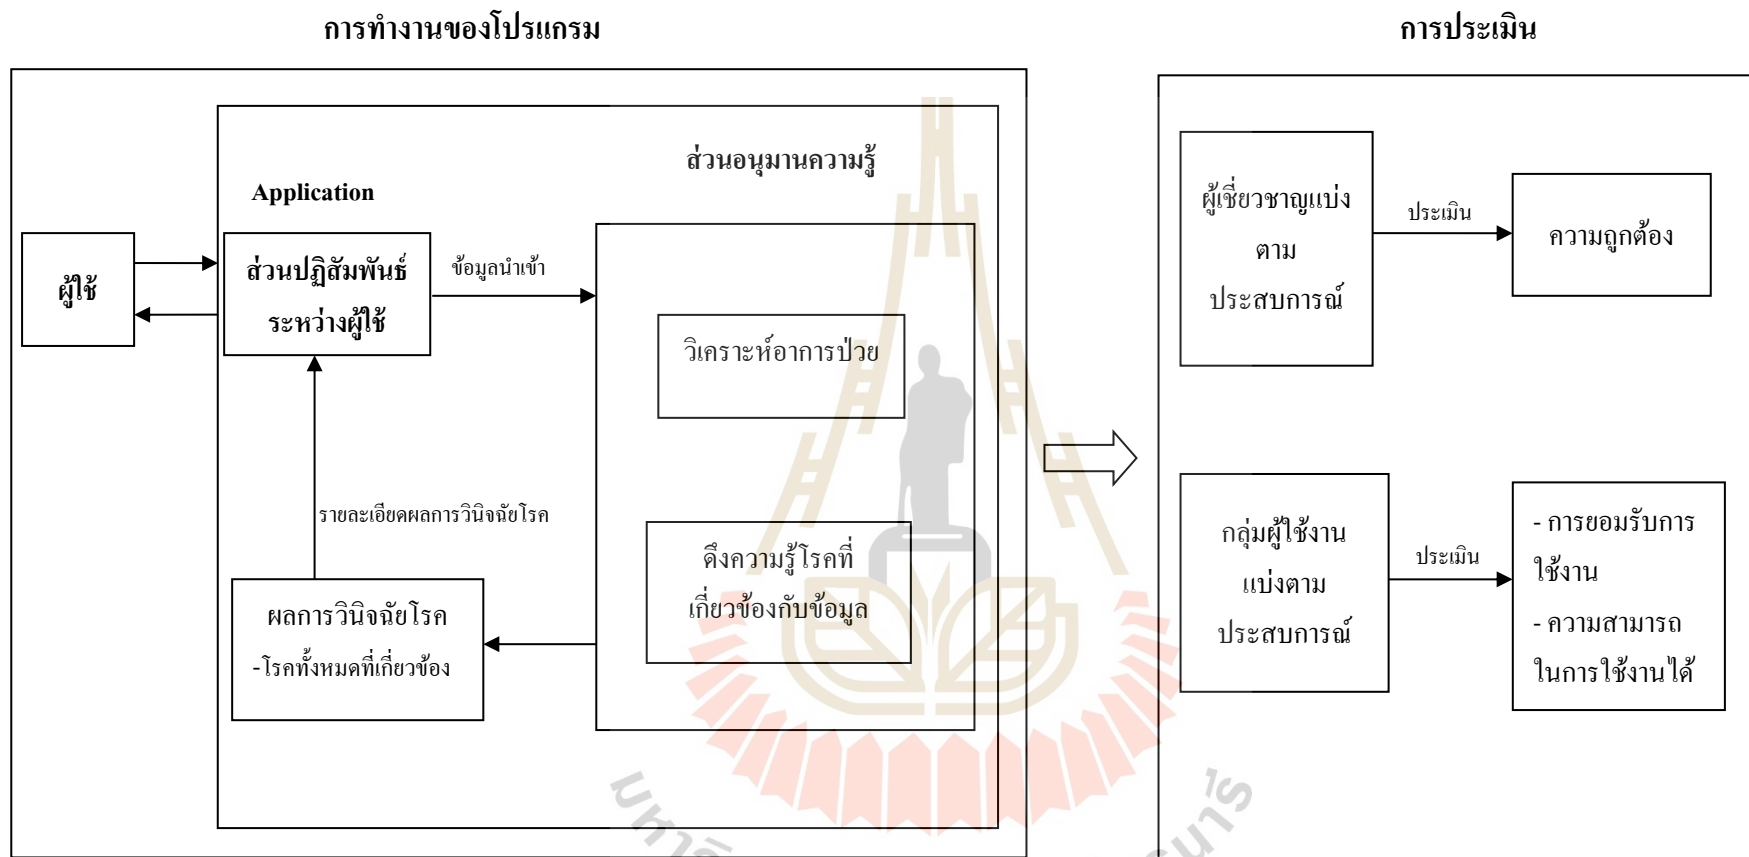 การทำงานของโปรแกรม
การประเมิน
ส่วนอนุมานความรู้
Application
ผู้ใช้
ส่วนปฏิสัมพันธ์
ระหว่างผู้ใช้
ข้อมูลนำเข้า
วิเคราะห์อาการป่วย
รายละเอียดผลการวินิจฉัยโรค
ดึงความรู้โรคที่
เกี่ยวข้องกับข้อมูล
ผลการวินิจฉัยโรค
-โรคทั้งหมดที่เกี่ยวข้อง
ผู้เชี่ยวชาญแบ่ง
ตาม
ประสบการณ์
ประเมิน
ความถูกต้อง
กลุ่มผู้ใช้งาน
แบ่งตาม
ประสบการณ์
ประเมิน
- การยอมรับการ
ใช้งาน
- ความสามารถ
ในการใช้งานได้